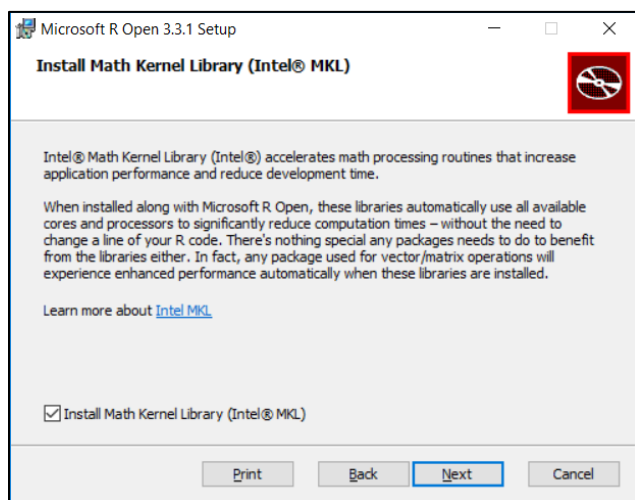 Microsoft R Open 3.3.1 Setup
Install Math Kernel Library (Intel® MKL)
Intel® Math Kernel Library (Intel®) accelerates math processing routines that increase
application performance and reduce development time.
When installed along with Microsoft R Open, these libraries automatically use all available
cores and processors to significantly reduce computation times – without the need to
change a line of your R code. There's nothing special any packages needs to do to benefit
from the libraries either. In fact, any package used for vector/matrix operations will
experience enhanced performance automatically when these libraries are installed.
Learn more about Intel MKL
Install Math Kernel Library (Intel® MKL)
Print Back Next Cancel